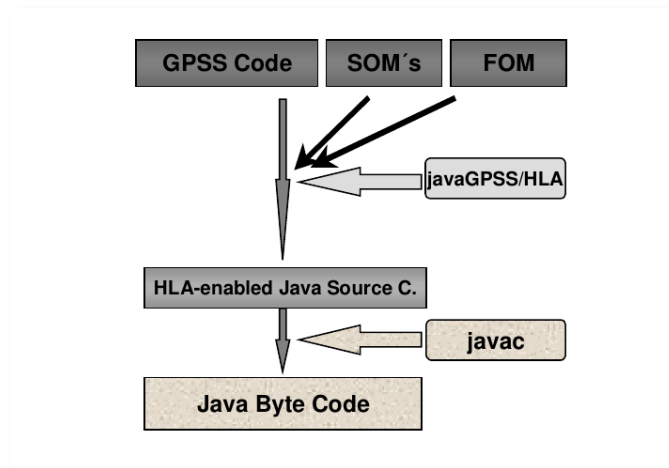 GPSS Code
SOM´s
FOM
javaGPSS/HLA
HLA-enabled Java Source C.
javac
Java Byte Code